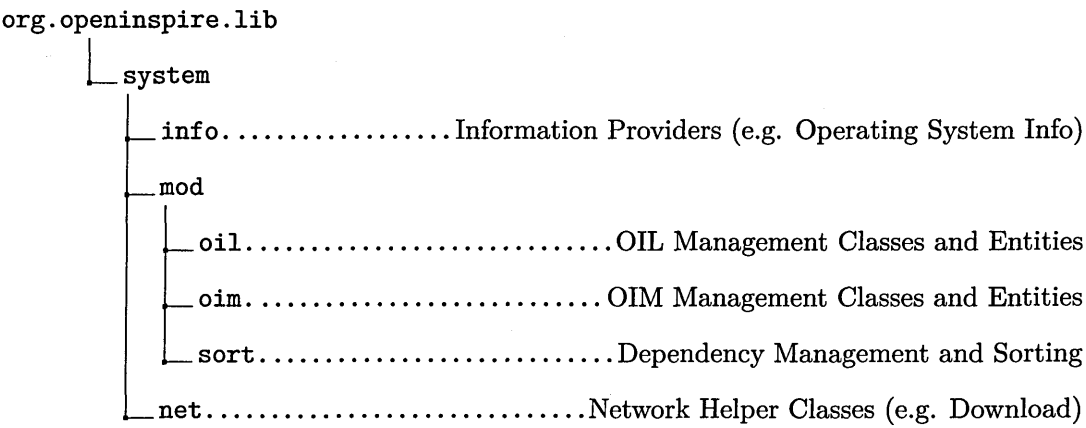 org.openinspire.lib
system
info..................Information Providers (e.g. Operating System Info)
mod
oil.............................OIL Management Classes and Entities
oim............................OIM Management Classes and Entities
sort............................Dependency Management and Sorting
net..............................Network Helper Classes (e.g. Download)